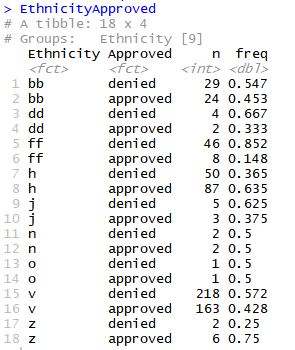 > EthnicityApproved
# A tibble: 18 x 4
# Groups: Ethnicity [9]
Ethnicity Approved n freq
<fct> <fct> <int> <dbl>
1 bb denied 29 0.547
2 bb approved 24 0.453
3 dd denied 4 0.667
4 dd approved 2 0.333
5 ff denied 46 0.852
6 ff approved 8 0.148
7 h denied 50 0.365
8 h approved 87 0.635
9 j denied 5 0.625
10 j approved 3 0.375
11 n denied 2 0.5
12 n approved 2 0.5
13 o denied 1 0.5
14 o approved 1 0.5
15 v denied 218 0.572
16 v approved 163 0.428
17 z denied 2 0.25
18 z approved 6 0.75